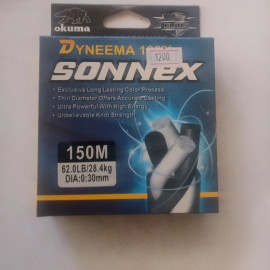 okuma
DYNEEMA
1200
SONNEX
• Exclusive Long Lasting Color Process
• Thin Diameter Offers Accurate Casting
• Ultra Powerful With High Energy
• Unbelievable Knot Strength
150M
62.0LB/28.4kg
DIA:0:30mm